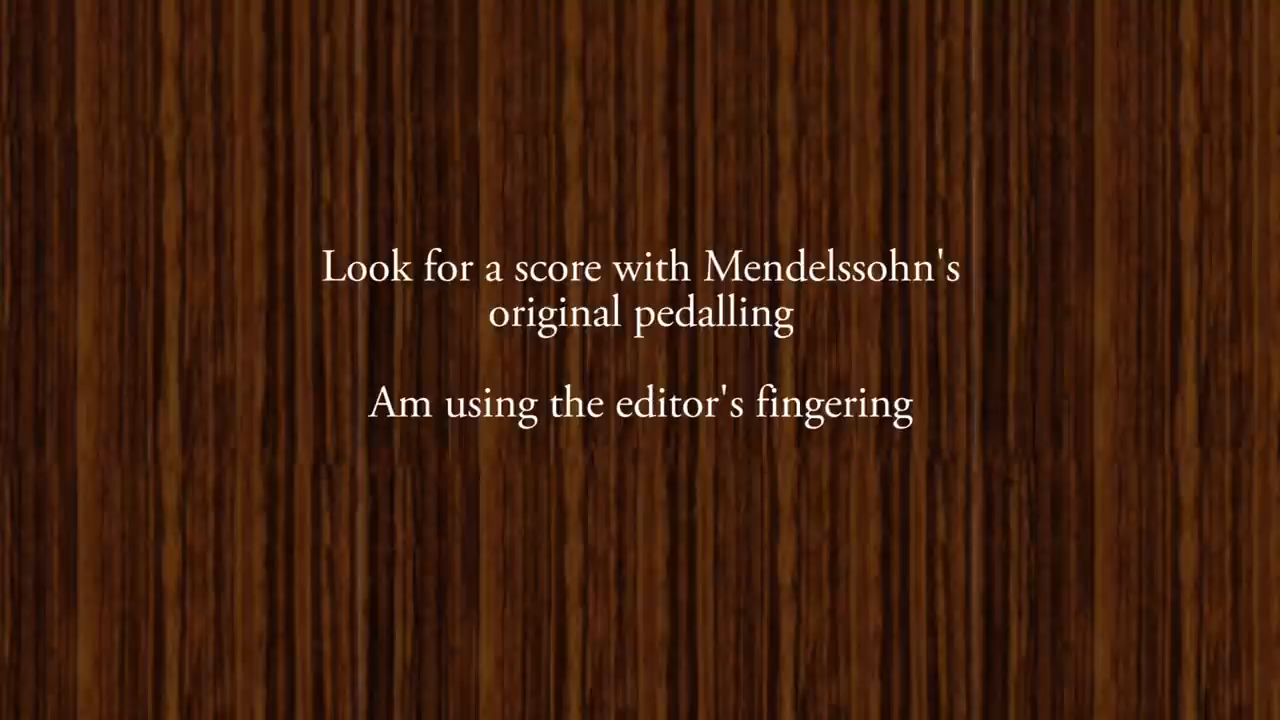 Look for a score with Mendelssohn's
original pedalling
Am using the editor's fingering